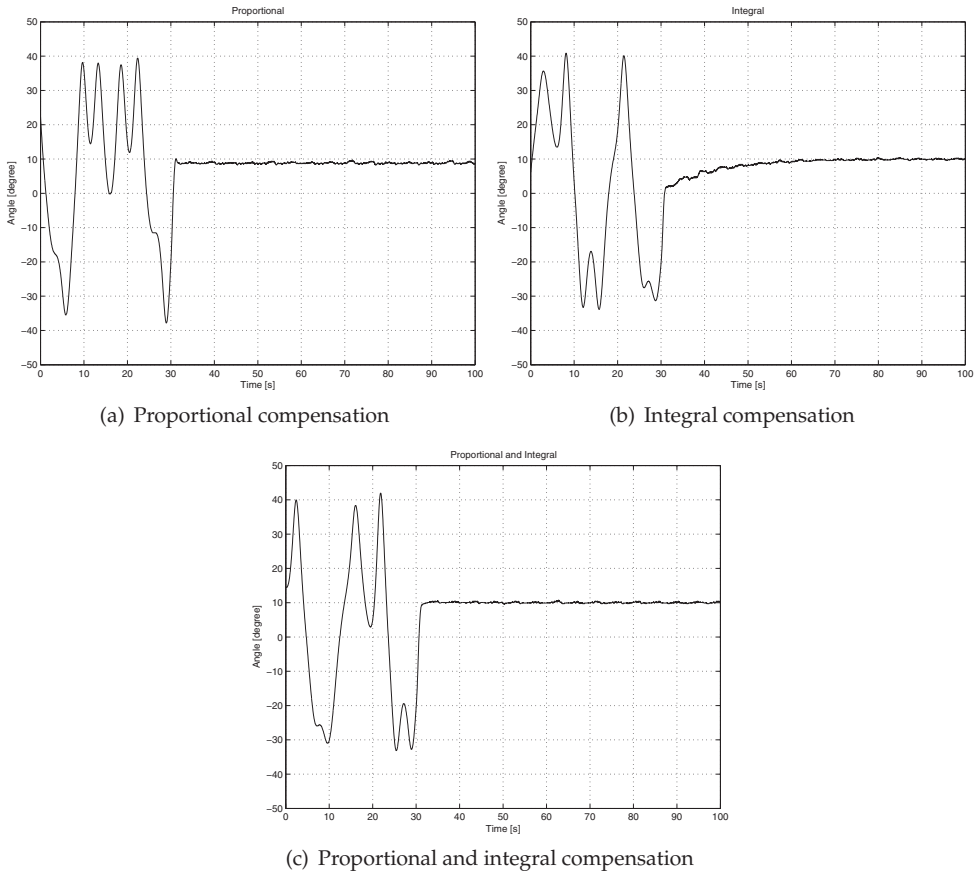 Proportional
50
40
30
20
10
0
−10
−20
−30
−40
−50
Angle [degree]
0 10 20 30 40 50 60 70 80 90 100
Time [s]
(a) Proportional compensation
Integral
50
40
30
20
10
0
−10
−20
−30
−40
−50
Angle [degree]
0 10 20 30 40 50 60 70 80 90 100
Time [s]
(b) Integral compensation
Proportional and Integral
50
40
30
20
10
0
−10
−20
−30
−40
−50
Angle [degree]
0 10 20 30 40 50 60 70 80 90 100
Time [s]
(c) Proportional and integral compensation